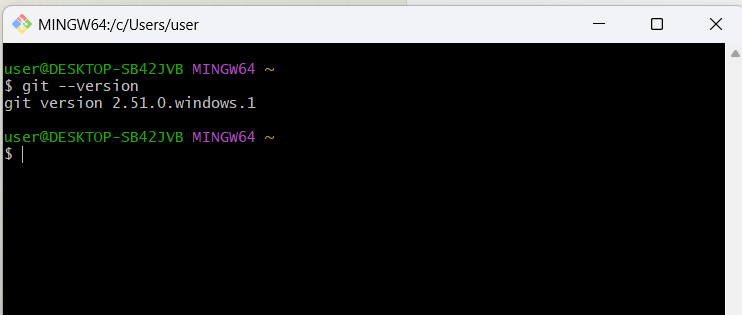 MINGW64:/c/Users/user
user@DESKTOP-SB42JVB MINGW64 ~
$ git --version
git version 2.51.0.windows.1
user@DESKTOP-SB42JVB MINGW64 ~
$